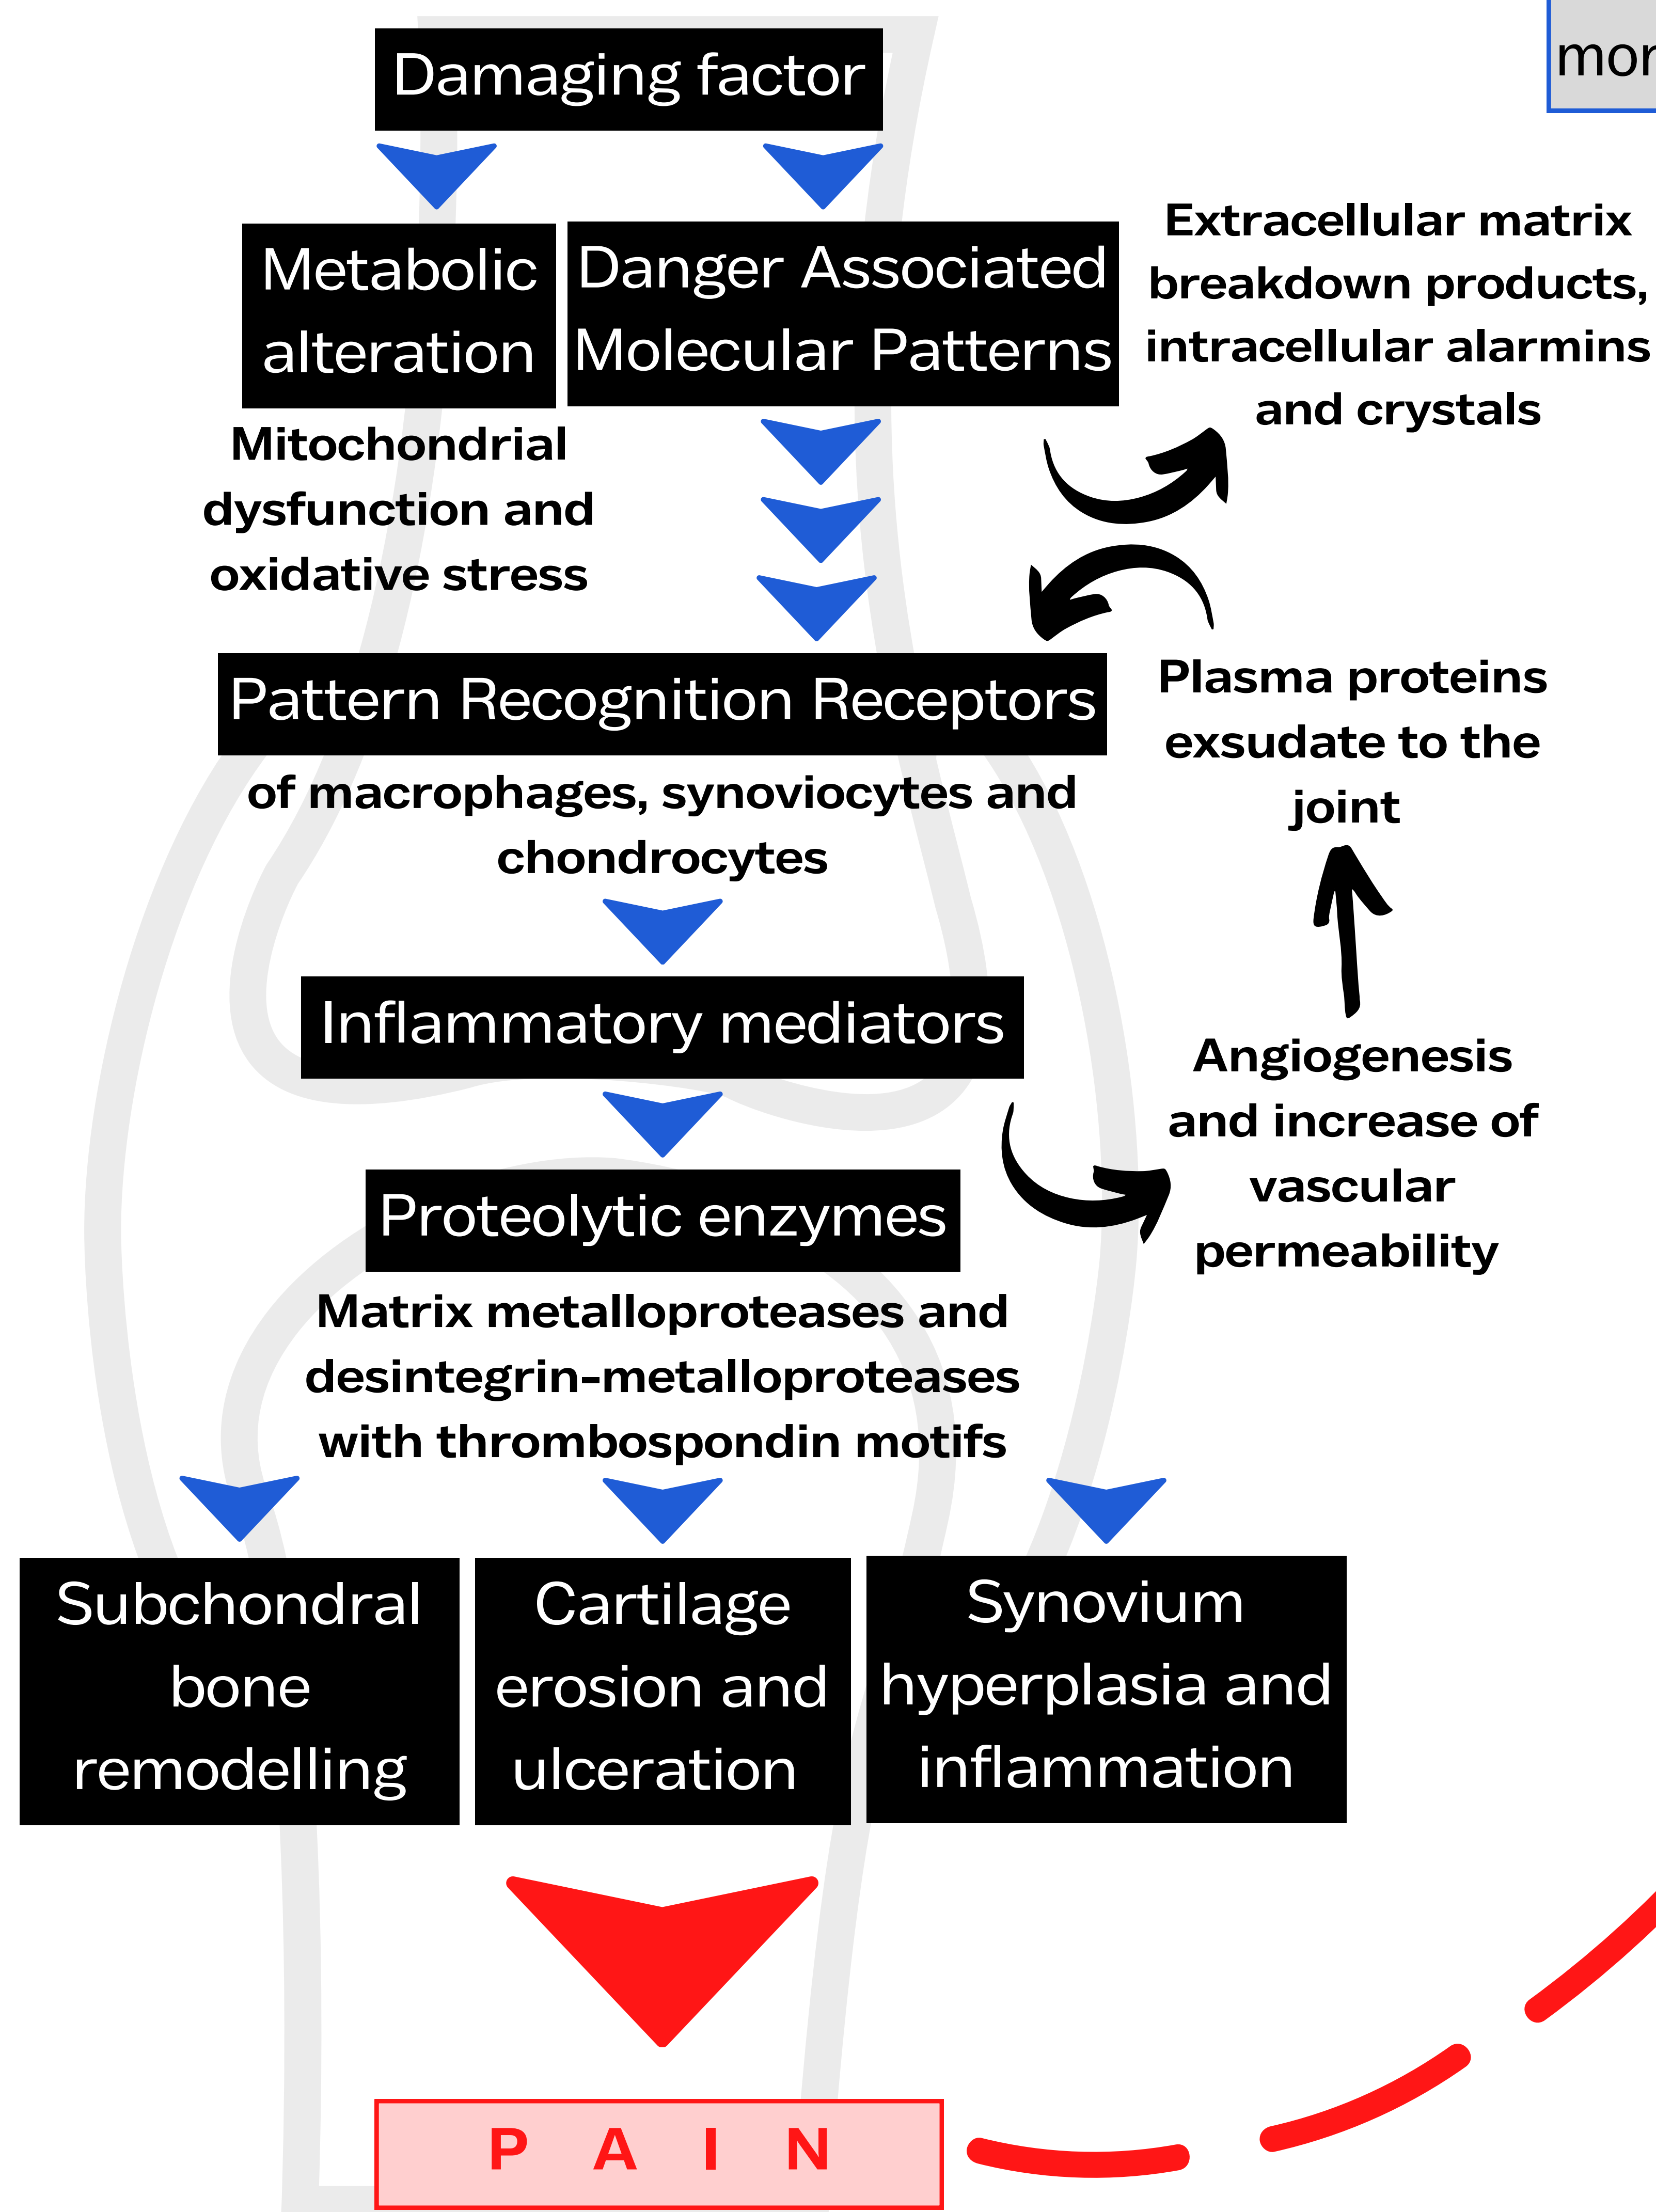 Damaging factor
mor
Metabolic
alteration
Danger Associated
Molecular Patterns
Extracellular matrix
breakdown products,
intracellular alarmins
and crystals
Mitochondrial
dysfunction and
oxidative stress
Pattern Recognition Receptors
of macrophages, synoviocytes and
chondrocytes
Plasma proteins
exsudate to the
joint
Inflammatory mediators
Angiogenesis
and increase of
vascular
permeability
Proteolytic enzymes
Matrix metalloproteases and
desintegrin-metalloproteases
with thrombospondin motifs
Subchondral
bone
remodelling
Cartilage
erosion and
ulceration
Synovium
hyperplasia and
inflammation
P A I N